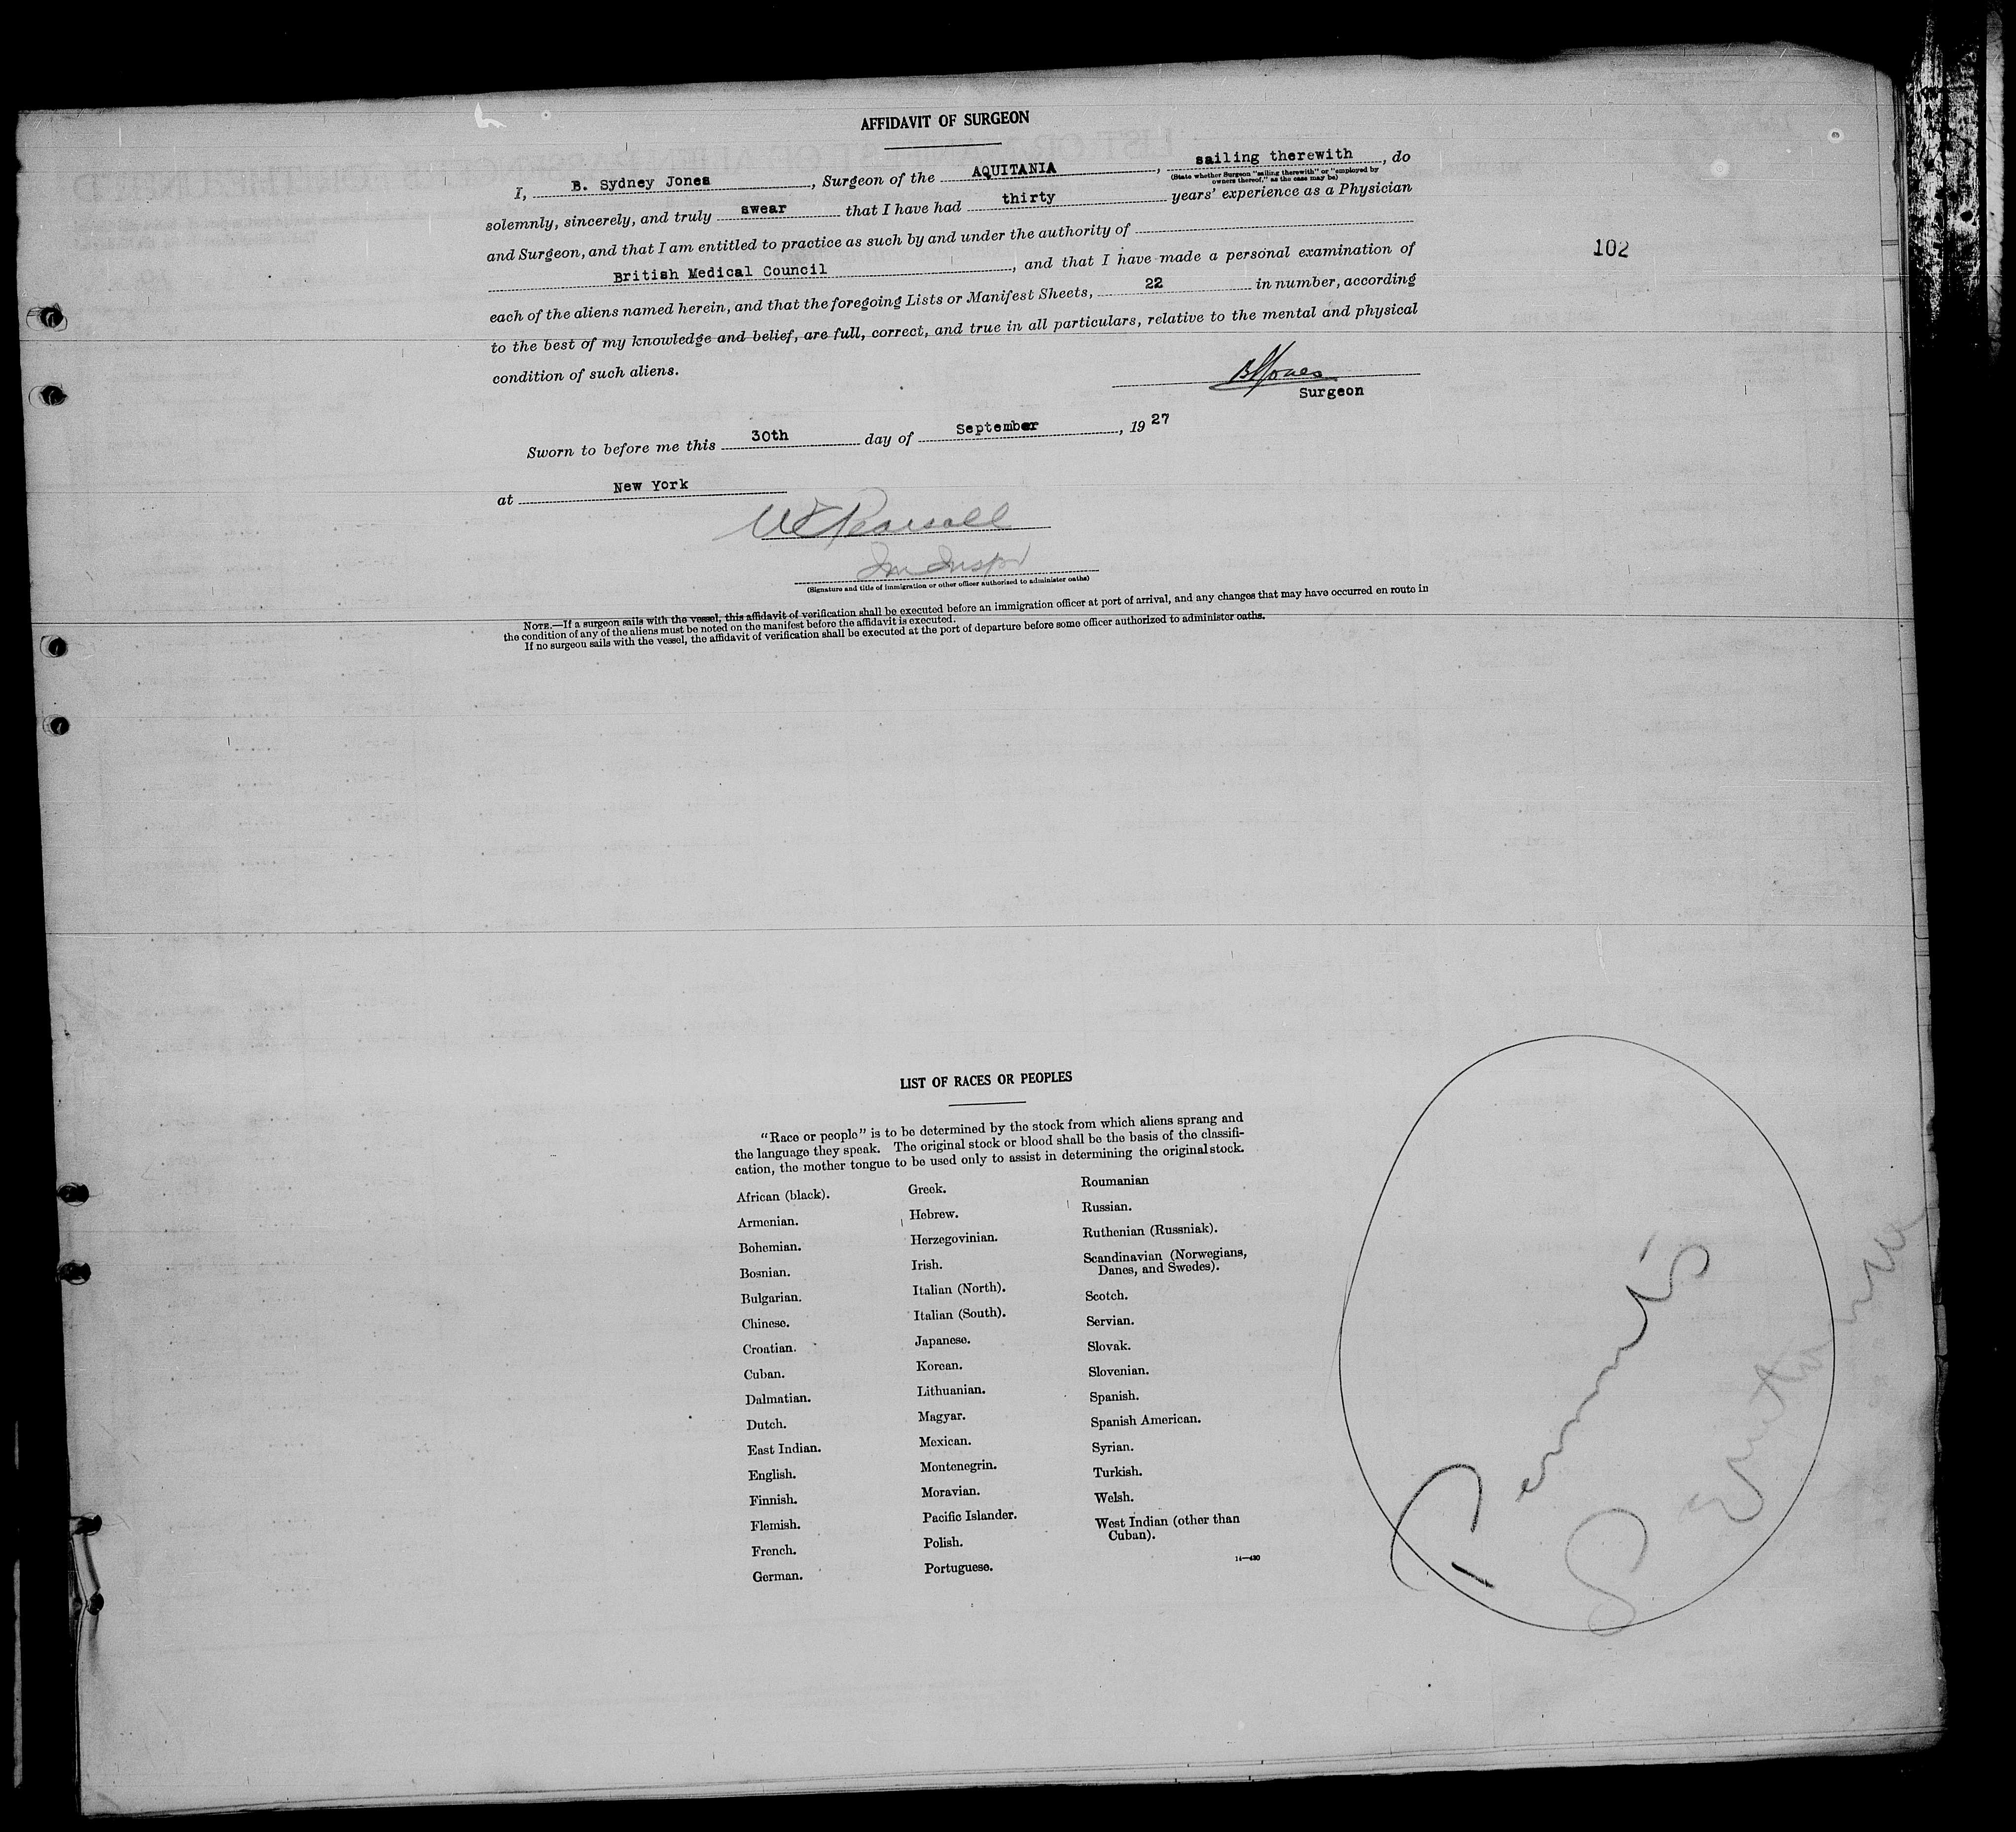 AFFIDAVIT OF SURGEON
I, B. Sydney Jones, Surgeon of the AQUITANIA, sailing therewith, do
(State whether Surgeon "sailing therewith" or "employed by
owners thereof," as the case may be)
solemnly, sincerely, and truly swear that I have had thirty years' experience as a Physician
and Surgeon, and that I am entitled to practice as such by and under the authority of
British Medical Council, and that I have made a personal examination of
each of the aliens named herein, and that the foregoing Lists or Manifest Sheets, 22 in number, according
to the best of my knowledge and belief, are full, correct, and true in all particulars, relative to the mental and physical
condition of such aliens.
BSJones
Surgeon
102
Sworn to before me this 30th day of September, 1927
at New York
Pearsall
Im Inspr
(Signature and title of immigration or other officer authorized to administer oaths)
NOTE.—If a surgeon sails with the vessel, this affidavit of verification shall be executed before an immigration officer at port of arrival, and any changes that may have occurred en route in
the condition of any of the aliens must be noted on the manifest before the affidavit is executed.
If no surgeon sails with the vessel, the affidavit of verification shall be executed at the port of departure before some officer authorized to administer oaths.
LIST OF RACES OR PEOPLES
"Race or people" is to be determined by the stock from which aliens sprang and
the language they speak. The original stock or blood shall be the basis of the classifi-
cation, the mother tongue to be used only to assist in determining the original stock.
African (black).
Armenian.
Bohemian.
Bosnian.
Bulgarian.
Chinese.
Croatian.
Cuban.
Dalmatian.
Dutch.
East Indian.
English.
Finnish.
Flemish.
French.
German.
Greek.
Hebrew.
Herzegovinian.
Irish.
Italian (North).
Italian (South).
Japanese.
Korean.
Lithuanian.
Magyar.
Mexican.
Montenegrin.
Moravian.
Pacific Islander.
Polish.
Portuguese.
Roumanian
Russian.
Ruthenian (Russniak).
Scandinavian (Norwegians,
Danes, and Swedes).
Scotch.
Servian.
Slovak.
Slovenian.
Spanish.
Spanish American.
Syrian.
Turkish.
Welsh.
West Indian (other than
Cuban).
14—430
Permits